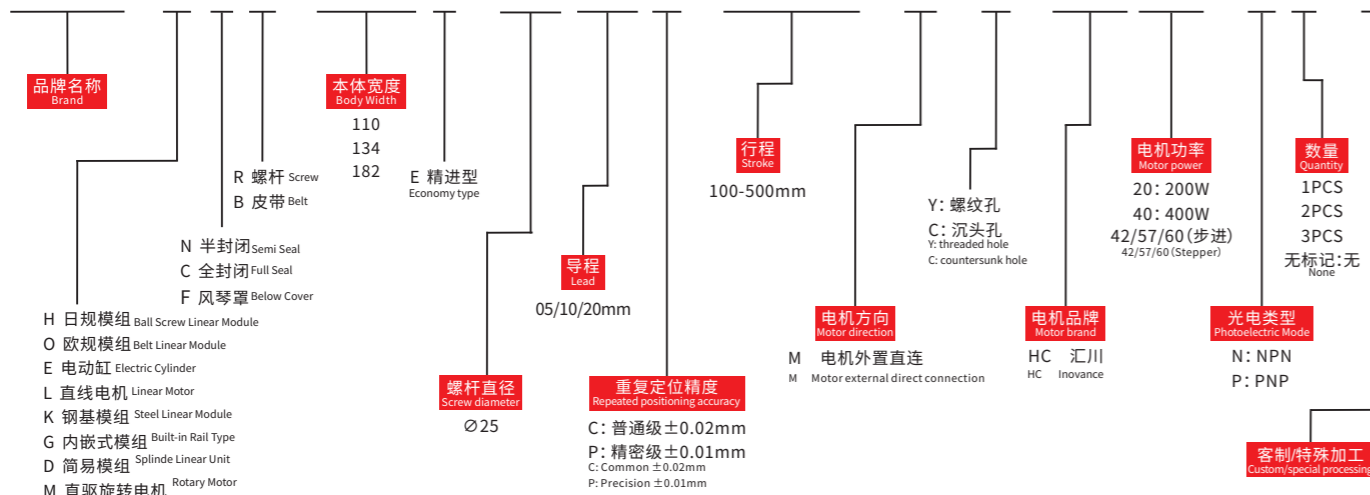 品牌名称
Brand
本体宽度
Body Width
110
134
182
R 螺杆 Screw
B 皮带 Belt
E 精进型
Economy type
N 半封闭 Semi Seal
C 全封闭 Full Seal
F 风琴罩 Below Cover
H 日规模组 Ball Screw Linear Module
O 欧规模组 Belt Linear Module
E 电动缸 Electric Cylinder
L 直线电机 Linear Motor
K 钢基模组 Steel Linear Module
G 内嵌式模组 Built-in Rail Type
D 简易模组 Splinde Linear Unit
M 直驱旋转电机 Rotary Motor
螺杆直径
Screw diameter
∅25
导程
Lead
05/10/20mm
重复定位精度
Repeated positioning accuracy
C: 普通级±0.02mm
P: 精密级±0.01mm
C: Common ±0.02mm
P: Precision ±0.01mm
行程
Stroke
100-500mm
电机方向
Motor direction
M 电机外置直连
M Motor external direct connection
Y: 螺纹孔
C: 沉头孔
Y: threaded hole
C: countersunk hole
电机品牌
Motor brand
HC 汇川
HC Inovance
电机功率
Motor power
20: 200W
40: 400W
42/57/60(步进)
42/57/60(Stepper)
光电类型
Photoelectric Mode
N: NPN
P: PNP
数量
Quantity
1PCS
2PCS
3PCS
无标记:无
None
客制/特殊加工
Custom/special processing